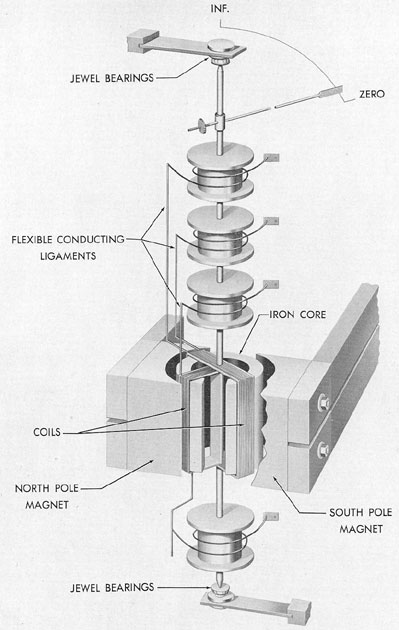 INF.
JEWEL BEARINGS
ZERO
FLEXIBLE CONDUCTING
LIGAMENTS
IRON CORE
COILS
NORTH POLE
MAGNET
SOUTH POLE
MAGNET
JEWEL BEARINGS